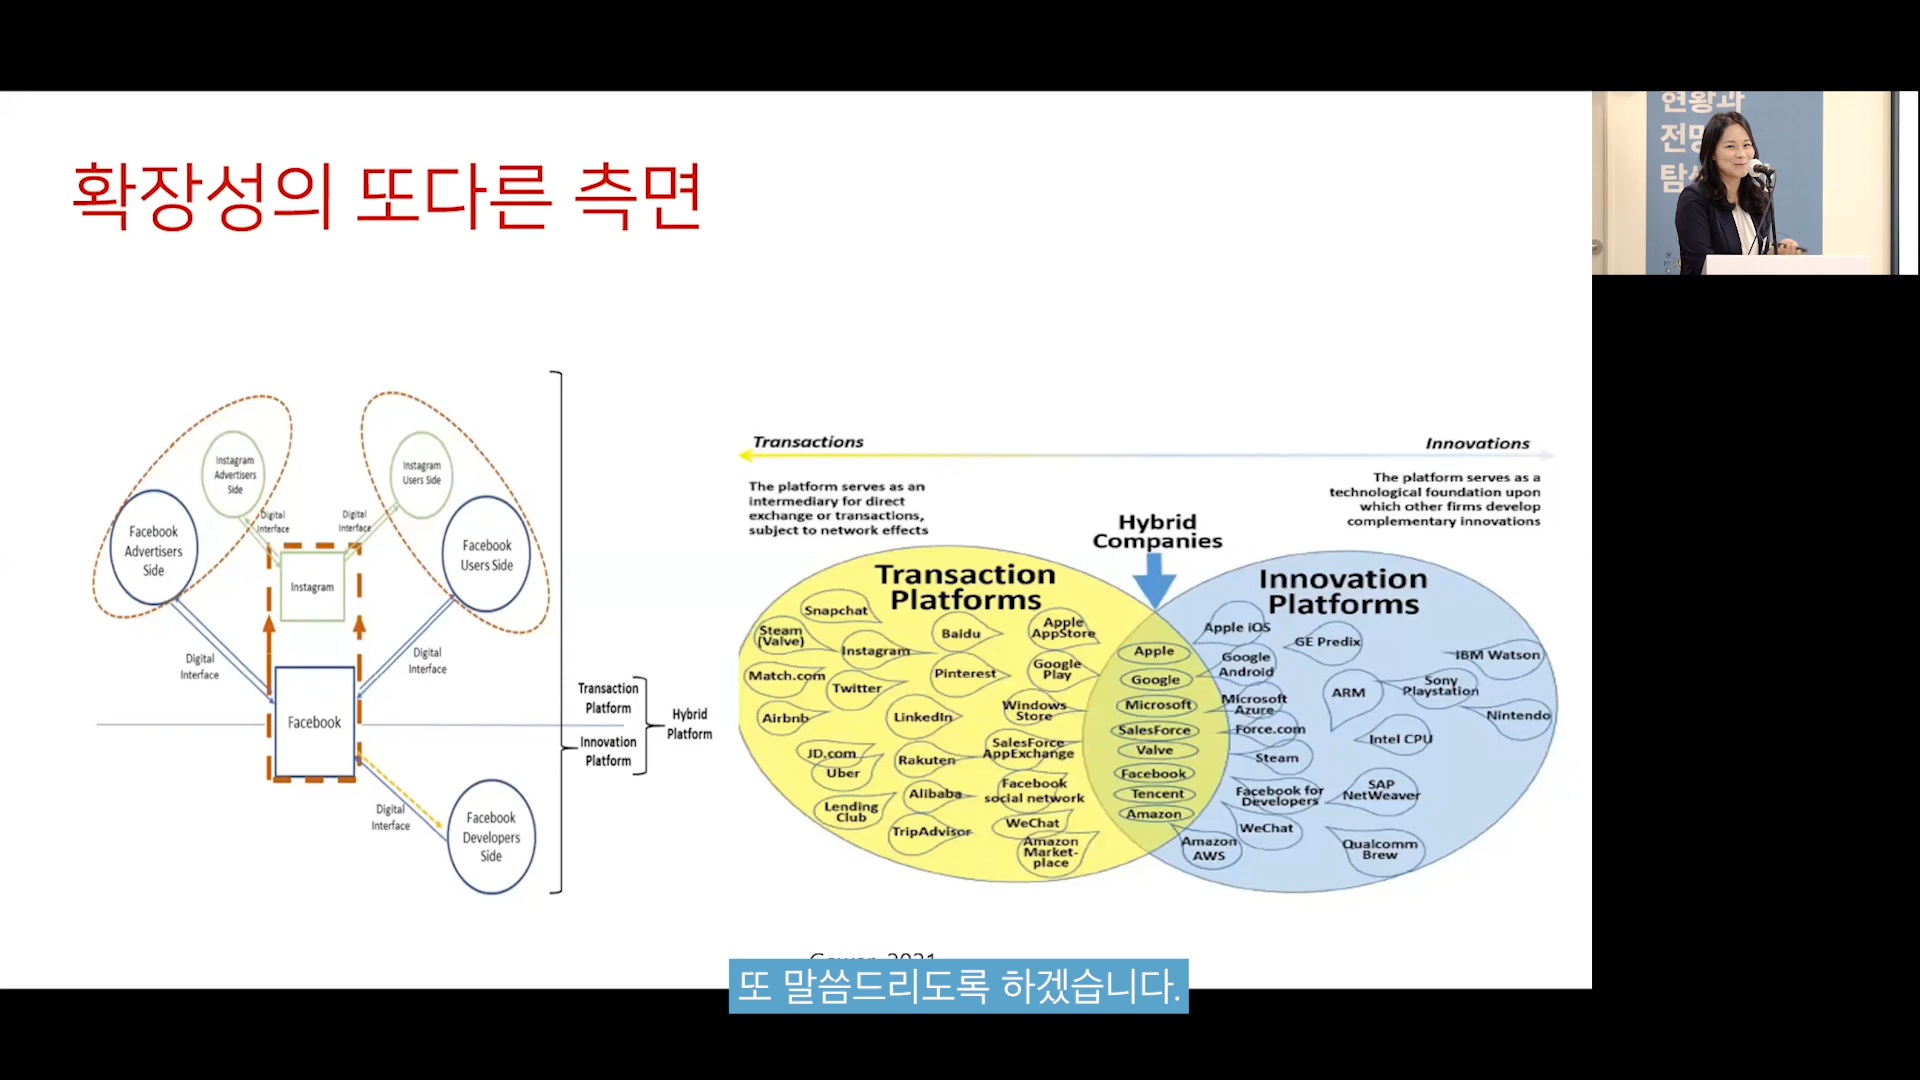 확장성의 또다른 측면
현황과
Instagram
Advertisers
Side
Instagram
Users Side
Facebook
Advertisers
Side
Digital
Interface
Digital
Interface
Facebook
Users Side
Instagram
Digital
Interface
Digital
Interface
Facebook
Transaction
Platform
Innovation
Platform
Hybrid
Platform
Digital
Interface
Facebook
Developers
Side
Transactions
Innovations
The platform serves as an
intermediary for direct
exchange or transactions,
subject to network effects
The platform serves as a
technological foundation upon
which other firms develop
complementary innovations
Hybrid
Companies
Transaction
Platforms
Snapchat
Steam
(Valve)
Instagram
Baidu
Apple
AppStore
Match.com
Twitter
Pinterest
Google
Play
Airbnb
LinkedIn
Windows
Store
JD.com
Uber
Rakuten
SalesForce
AppExchange
Lending
Club
Alibaba
Facebook
social network
TripAdvisor
WeChat
Amazon
Market-
place
Apple
Google
Microsoft
SalesForce
Valve
Facebook
Tencent
Amazon
Innovation
Platforms
Apple iOS
GE Predix
IBM Watson
Google
Android
ARM
Sony
Playstation
Microsoft
Azure
Nintendo
Force.com
Intel CPU
Steam
Facebook for
Developers
SAP
NetWeaver
WeChat
Amazon
AWS
Qualcomm
Brew
또 말씀드리도록 하겠습니다.